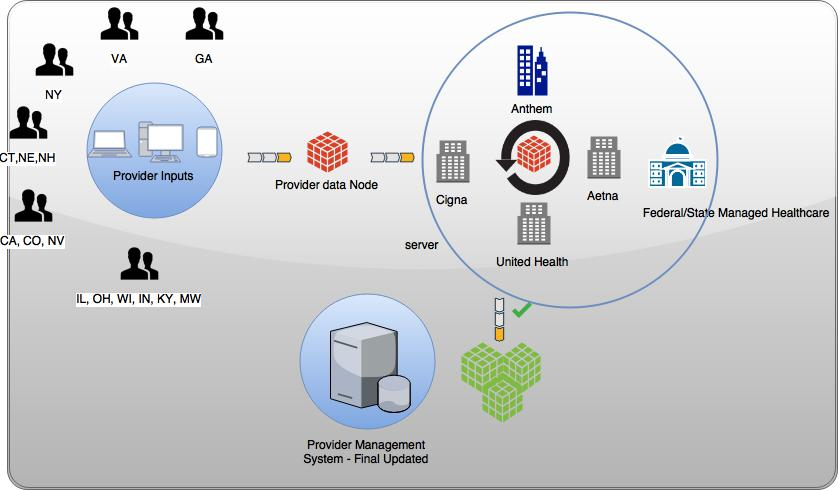 VA
GA
NY
CT,NE,NH
Provider Inputs
CA, CO, NV
IL, OH, WI, IN, KY, MW
Provider data Node
Anthem
Cigna
Aetna
United Health
Federal/State Managed Healthcare
server
Provider Management
System - Final Updated